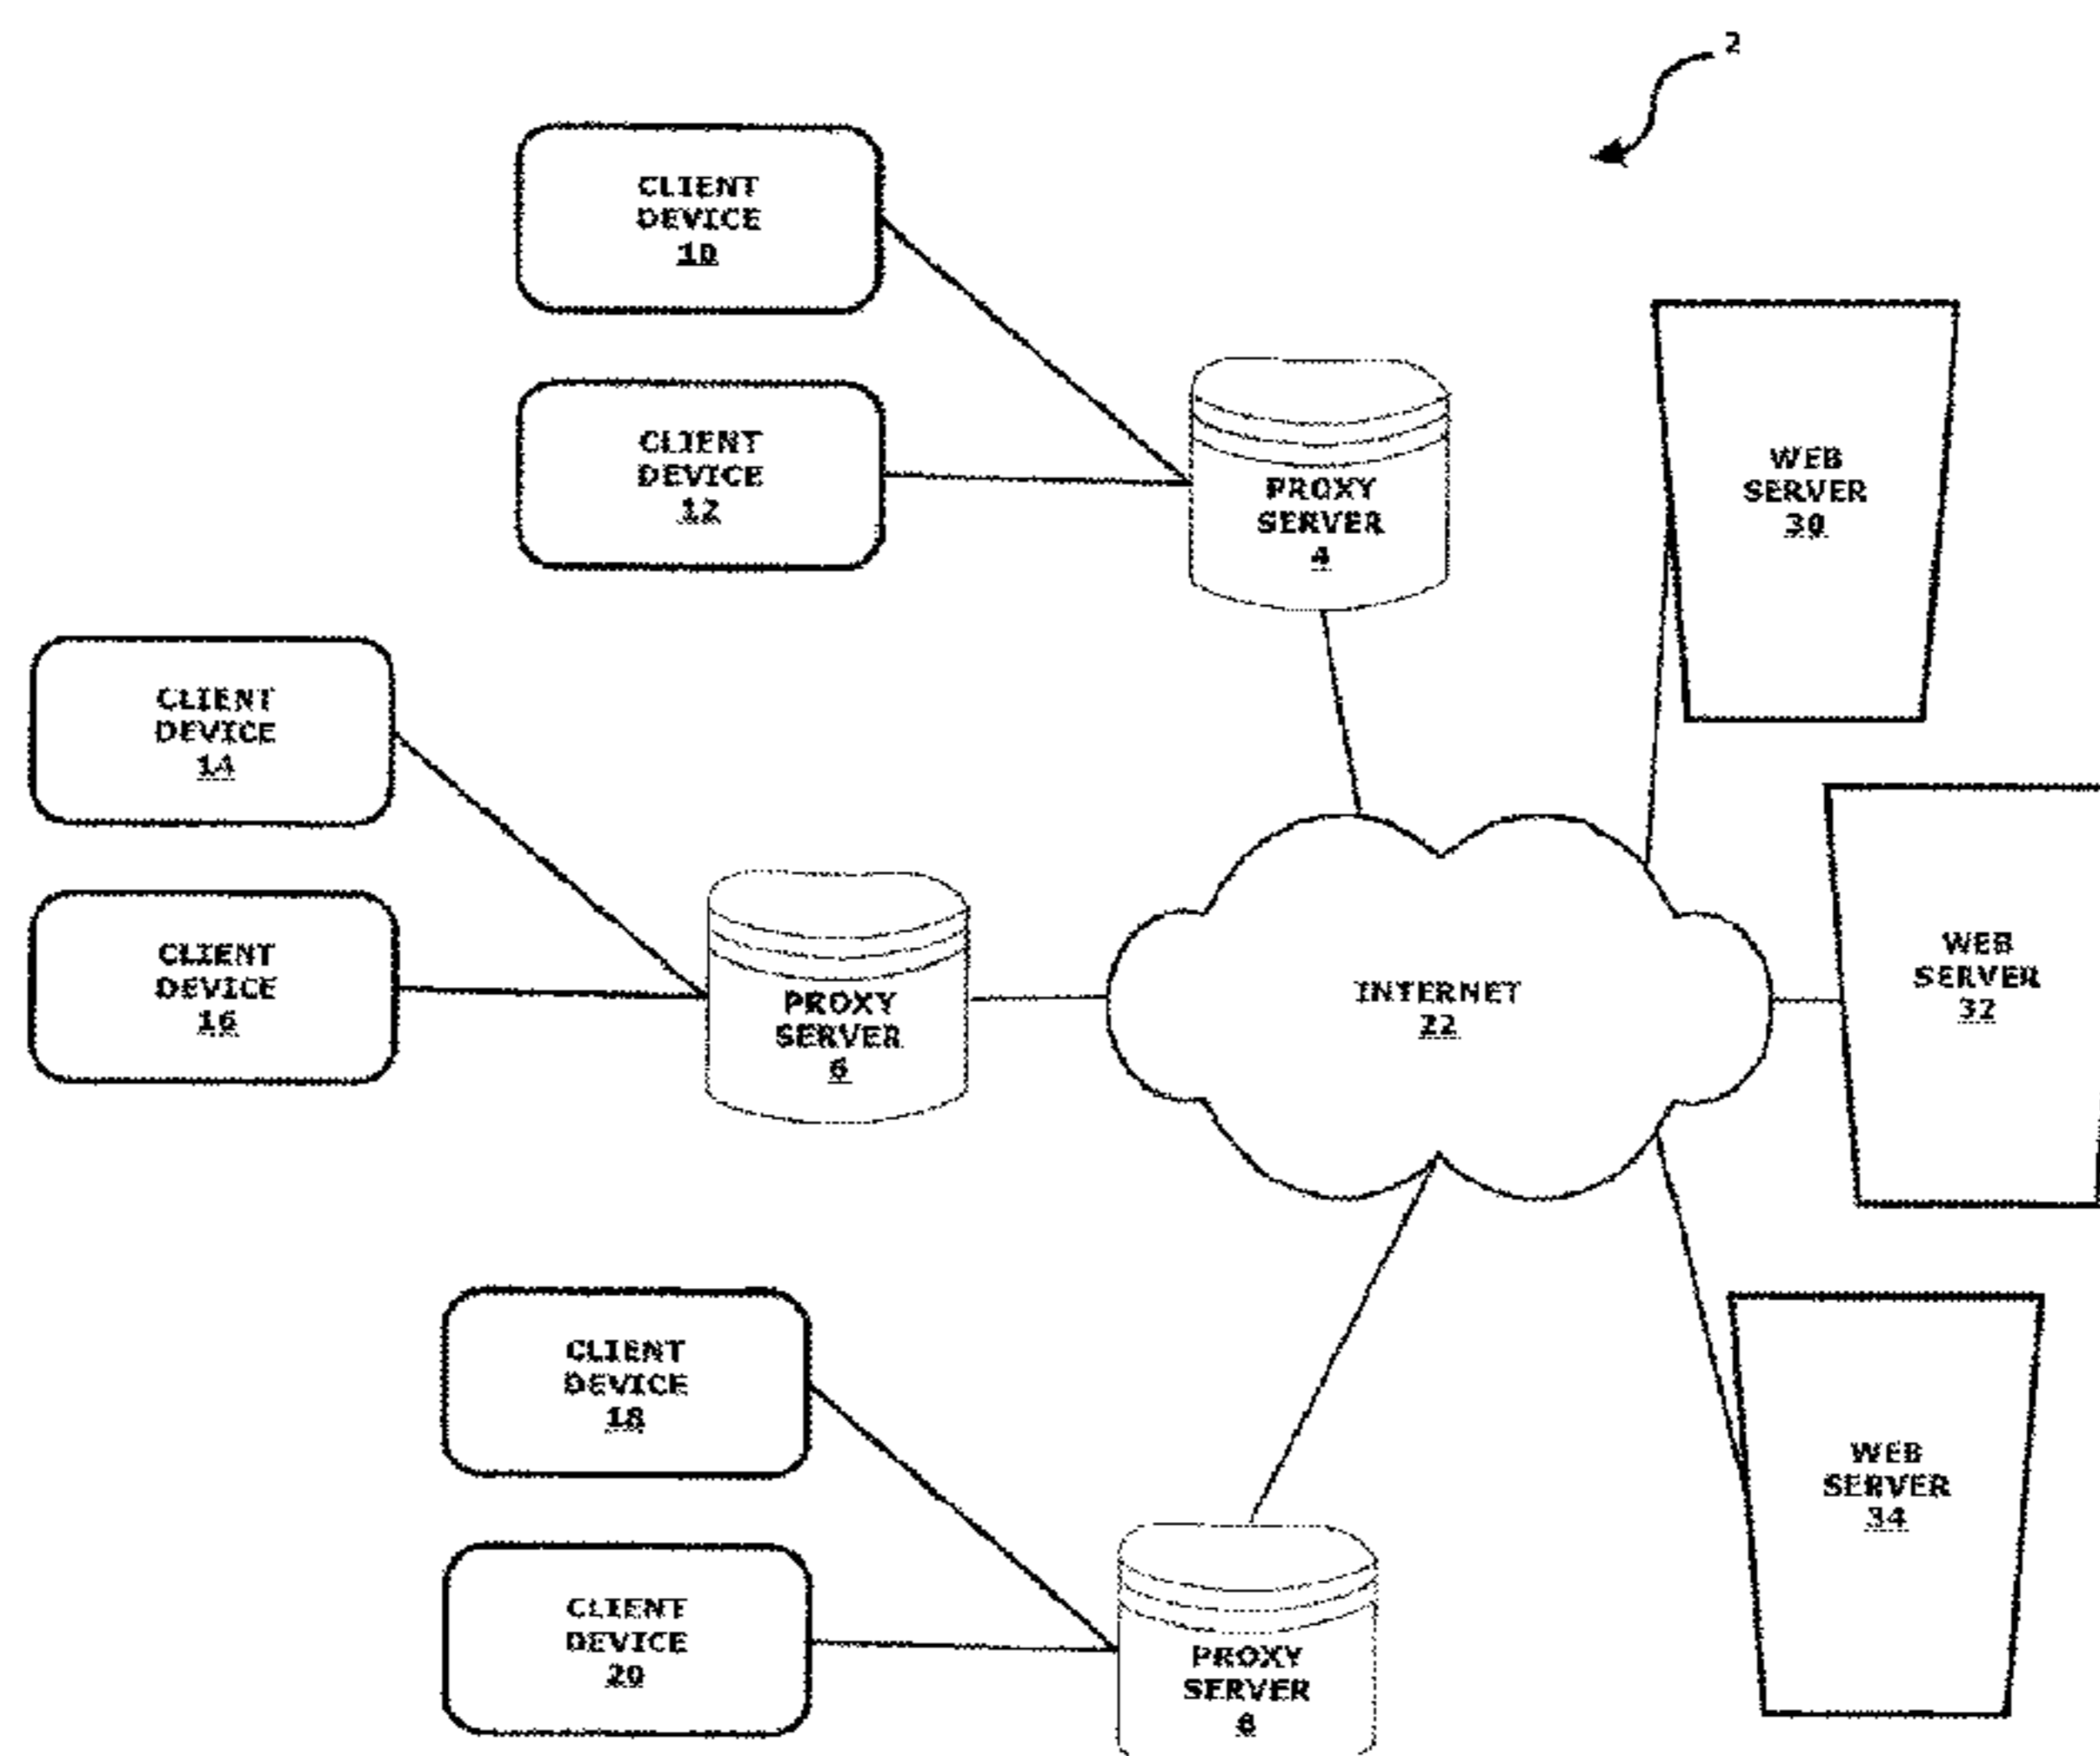 2
CLIENT
DEVICE
10
CLIENT
DEVICE
12
PROXY
SERVER
4
WEB
SERVER
30
CLIENT
DEVICE
14
CLIENT
DEVICE
16
PROXY
SERVER
6
INTERNET
22
WEB
SERVER
32
CLIENT
DEVICE
18
CLIENT
DEVICE
20
PROXY
SERVER
8
WEB
SERVER
34